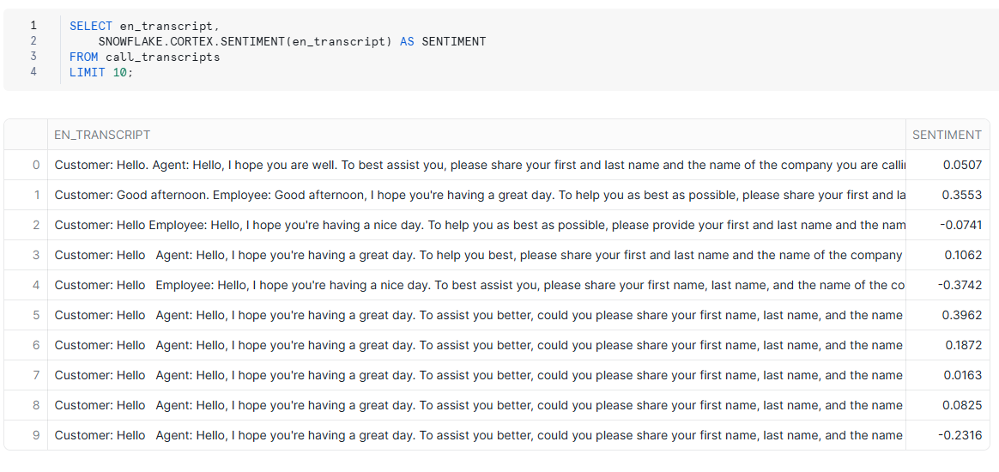 1 SELECT en_transcript,
2 SNOWFLAKE.CORTEX.SENTIMENT(en_transcript) AS SENTIMENT
3 FROM call_transcripts
4 LIMIT 10;
EN_TRANSCRIPT SENTIMENT
0 Customer: Hello. Agent: Hello, I hope you are well. To best assist you, please share your first and last name and the name of the company you are calli 0.0507
1 Customer: Good afternoon. Employee: Good afternoon, I hope you're having a great day. To help you as best as possible, please share your first and la 0.3553
2 Customer: Hello Employee: Hello, I hope you're having a nice day. To help you as best as possible, please provide your first and last name and the nam -0.0741
3 Customer: Hello Agent: Hello, I hope you're having a great day. To help you best, please share your first and last name and the name of the company 0.1062
4 Customer: Hello Employee: Hello, I hope you're having a nice day. To best assist you, please share your first name, last name, and the name of the co -0.3742
5 Customer: Hello Agent: Hello, I hope you're having a great day. To assist you better, could you please share your first name, last name, and the name 0.3962
6 Customer: Hello Agent: Hello, I hope you're having a great day. To assist you better, could you please share your first name, last name, and the name 0.1872
7 Customer: Hello Agent: Hello, I hope you're having a great day. To assist you better, could you please share your first name, last name, and the name 0.0163
8 Customer: Hello Agent: Hello, I hope you're having a great day. To assist you better, could you please share your first name, last name, and the name 0.0825
9 Customer: Hello Agent: Hello, I hope you're having a great day. To assist you better, could you please share your first name, last name, and the name -0.2316